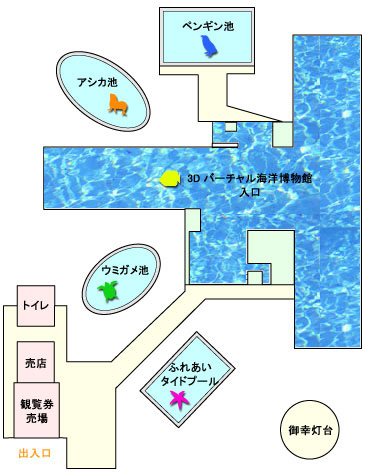 ペンギン池
アシカ池
3D バーチャル海洋博物館
入口
ウミガメ池
トイレ
売店
観覧券
売場
出入口
ふれあい
タイドプール
御幸灯台